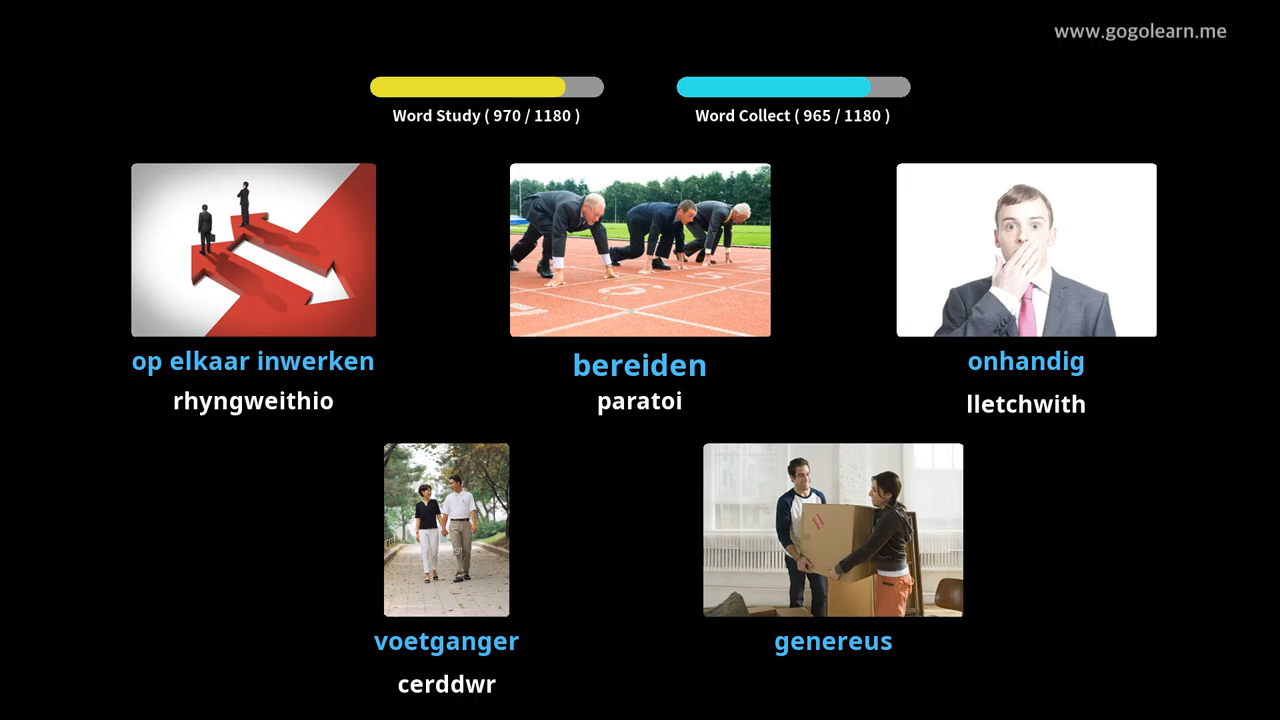 www.gogolearn.me
Word Study ( 970 / 1180 )
Word Collect ( 965 / 1180 )
op elkaar inwerken
bereiden
onhandig
rhyngweithio
paratoi
lletchwith
voetganger
genereus
cerddwr